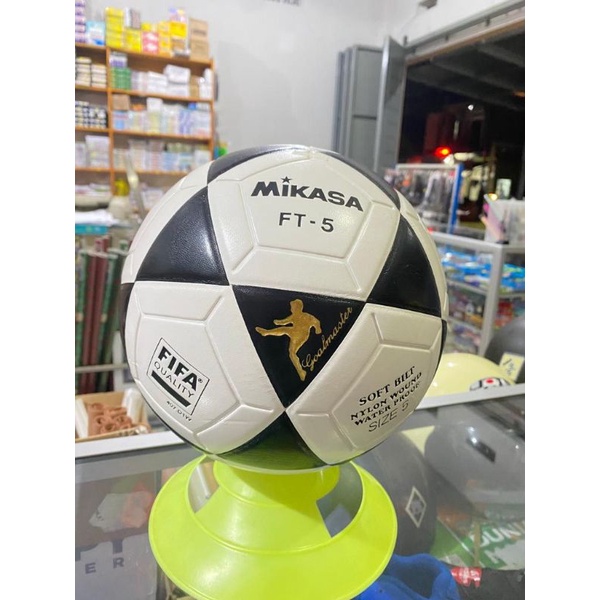 MiKASA
FT-5
Goalmaster
FIFA
QUALITY
SOFT BILT
NYLON WOUND
WATER PROOF
SIZE 5